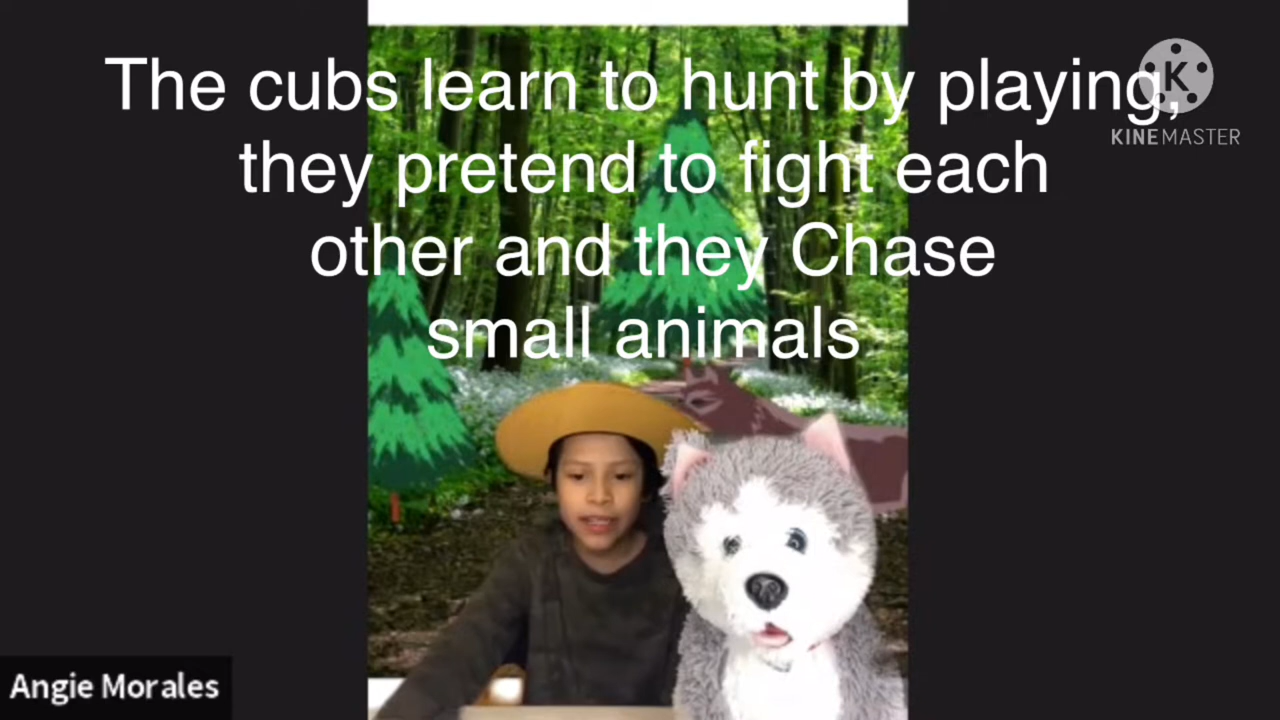 The cubs learn to hunt by playing,
they pretend to fight each
other and they Chase
small animals
K
KINEMASTER
Angie Morales